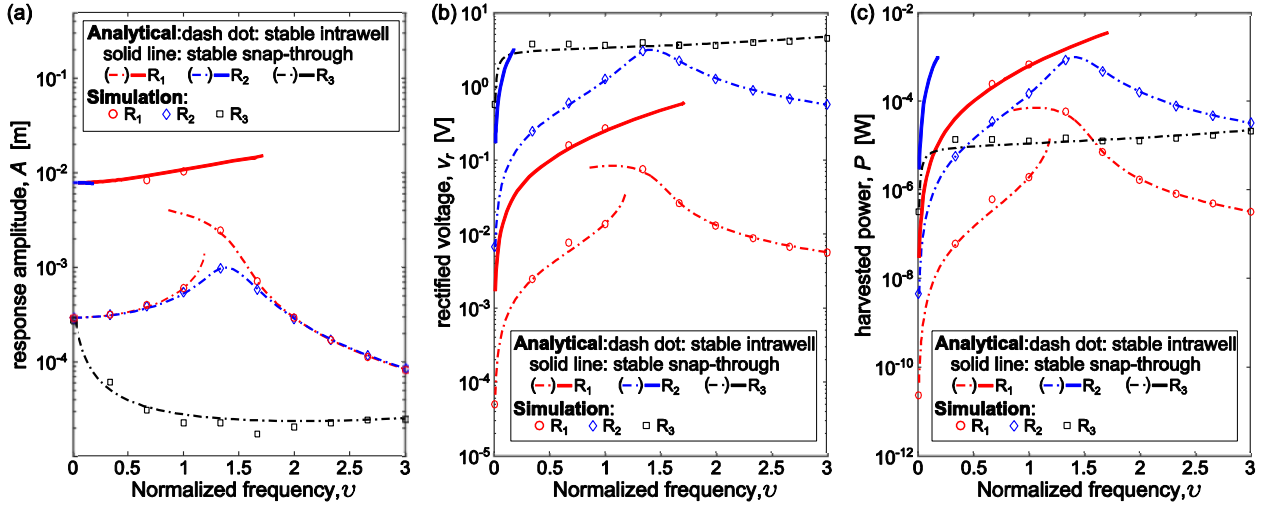 (a)
Analytical:dash dot: stable intrawell
solid line: stable snap-through
(-·) R1 (-·) R2 (-·) R3
Simulation:
R1 R2 R3
10-1
10-2
10-3
10-4
response amplitude, A [m]
0 0.5 1 1.5 2 2.5 3
Normalized frequency,υ
(b)
101
100
10-1
10-2
10-3
10-4
10-5
rectified voltage, vr [V]
Analytical:dash dot: stable intrawell
solid line: stable snap-through
(-·) R1 (-·) R2 (-·) R3
Simulation:
R1 R2 R3
0 0.5 1 1.5 2 2.5 3
Normalized frequency,υ
(c)
10-2
10-4
10-6
10-8
10-10
10-12
harvested power, P [W]
Analytical:dash dot: stable intrawell
solid line: stable snap-through
(-·) R1 (-·) R2 (-·) R3
Simulation:
R1 R2 R3
0 0.5 1 1.5 2 2.5 3
Normalized frequency,υ